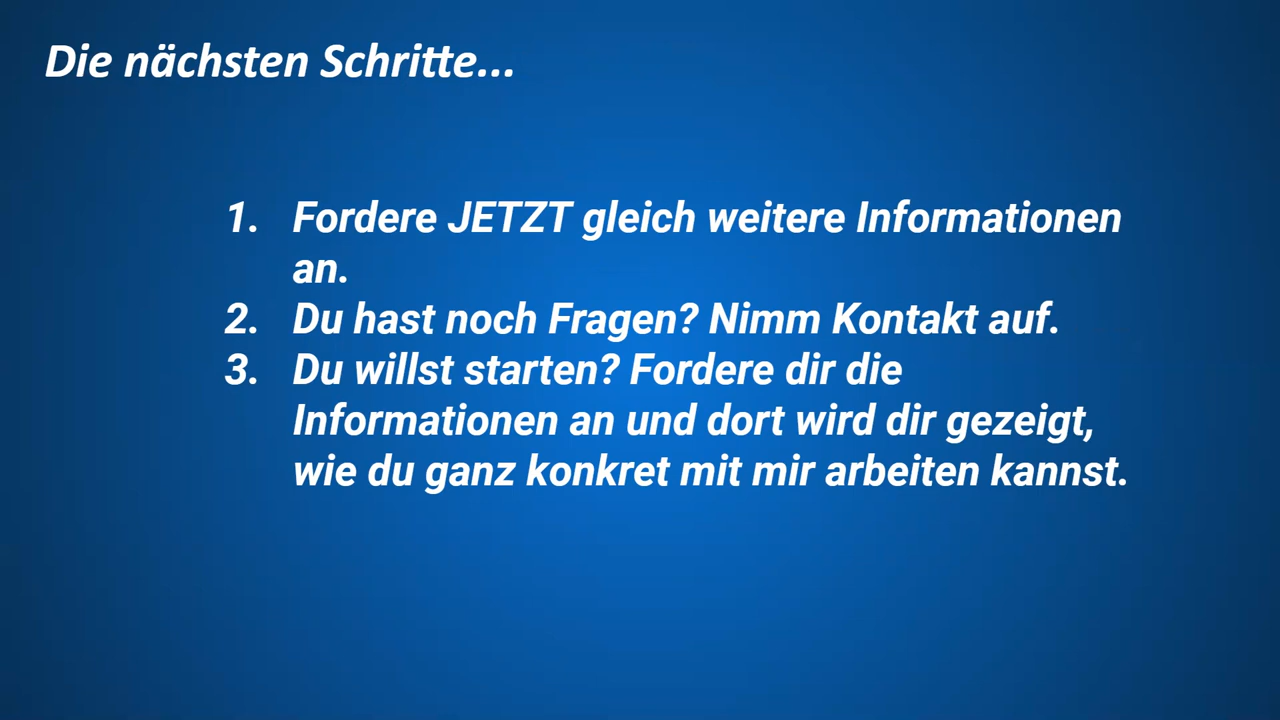 Die nächsten Schritte...
1. Fordere JETZT gleich weitere Informationen
an.
2. Du hast noch Fragen? Nimm Kontakt auf.
3. Du willst starten? Fordere dir die
Informationen an und dort wird dir gezeigt,
wie du ganz konkret mit mir arbeiten kannst.